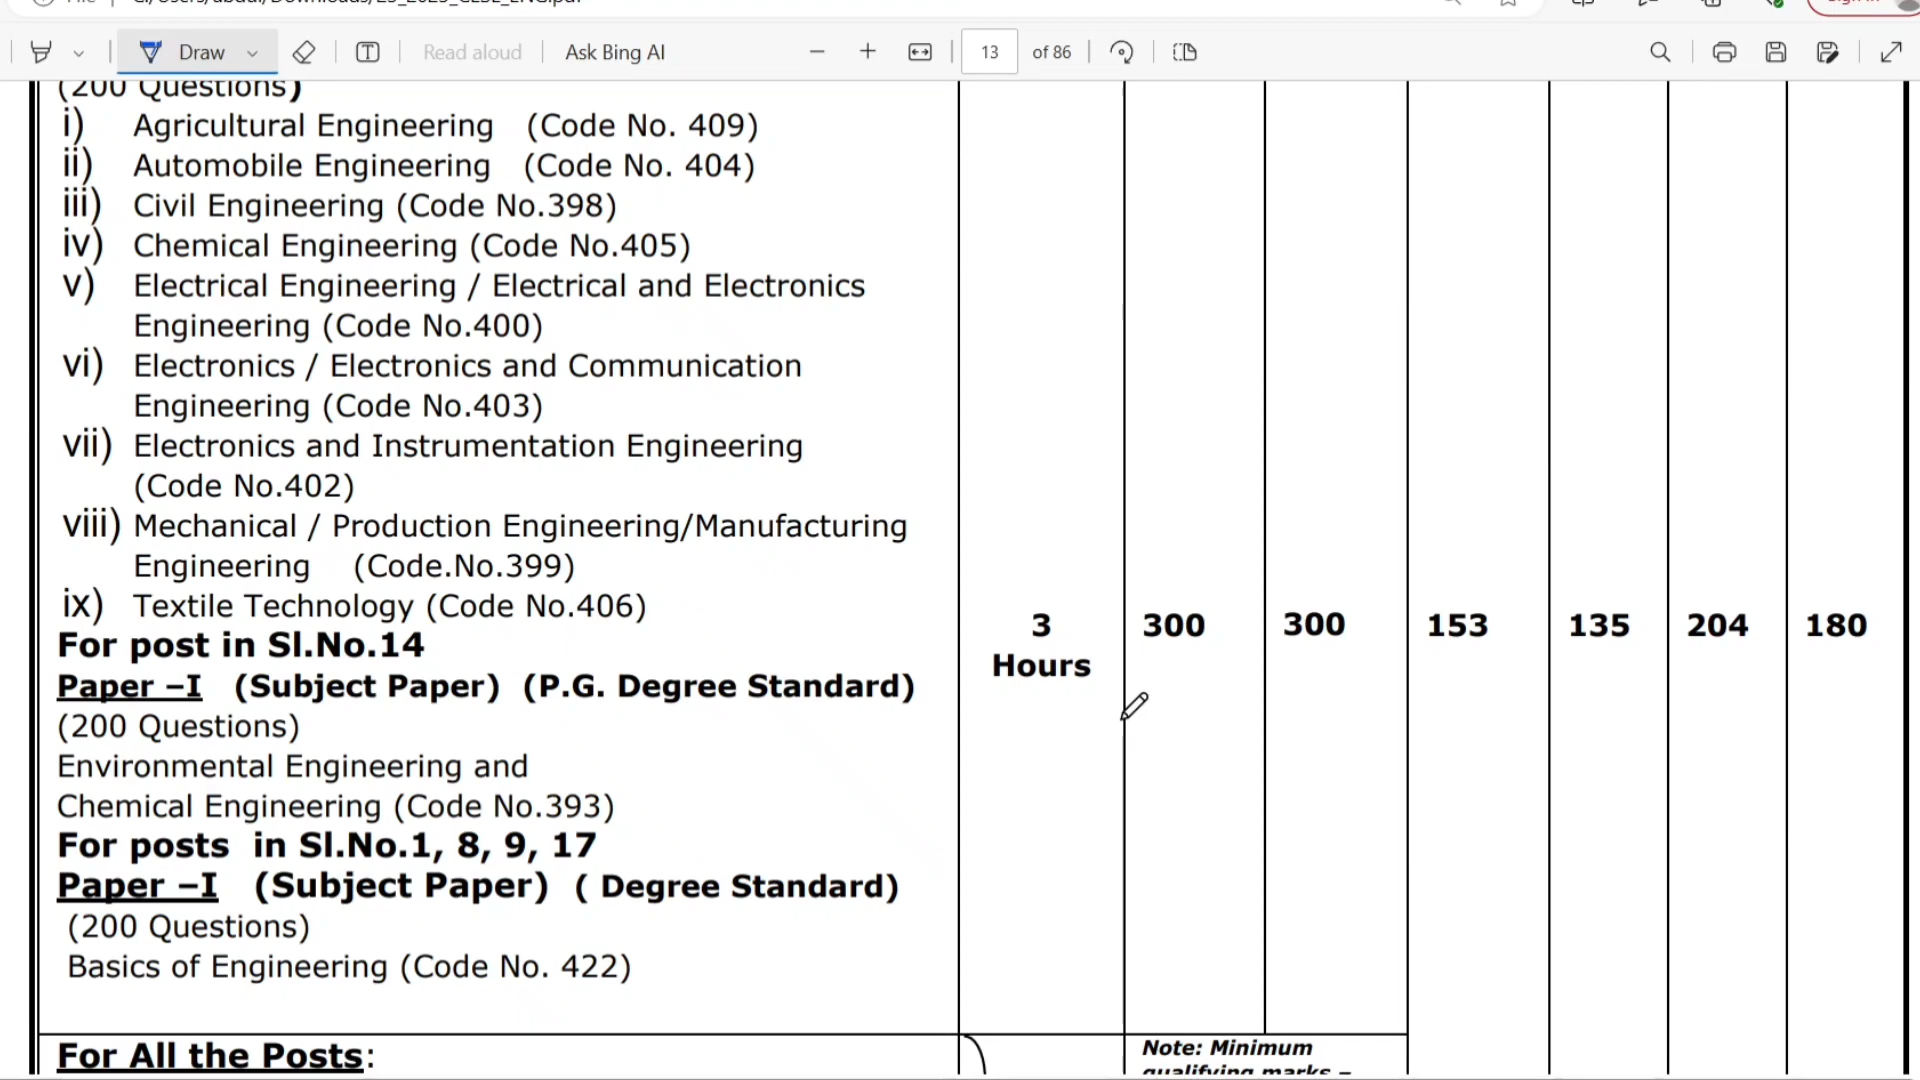 Draw
Read aloud
Ask Bing AI
13
of 86
(200 Questions)
i) Agricultural Engineering (Code No. 409)
ii) Automobile Engineering (Code No. 404)
iii) Civil Engineering (Code No.398)
iv) Chemical Engineering (Code No.405)
v) Electrical Engineering / Electrical and Electronics
Engineering (Code No.400)
vi) Electronics / Electronics and Communication
Engineering (Code No.403)
vii) Electronics and Instrumentation Engineering
(Code No.402)
viii) Mechanical / Production Engineering/Manufacturing
Engineering (Code.No.399)
ix) Textile Technology (Code No.406)
For post in Sl.No.14
Paper –I (Subject Paper) (P.G. Degree Standard)
(200 Questions)
Environmental Engineering and
Chemical Engineering (Code No.393)
For posts in Sl.No.1, 8, 9, 17
Paper –I (Subject Paper) ( Degree Standard)
(200 Questions)
Basics of Engineering (Code No. 422)
3
Hours
300
300
153
135
204
180
For All the Posts:
Note: Minimum
qualifying marks –